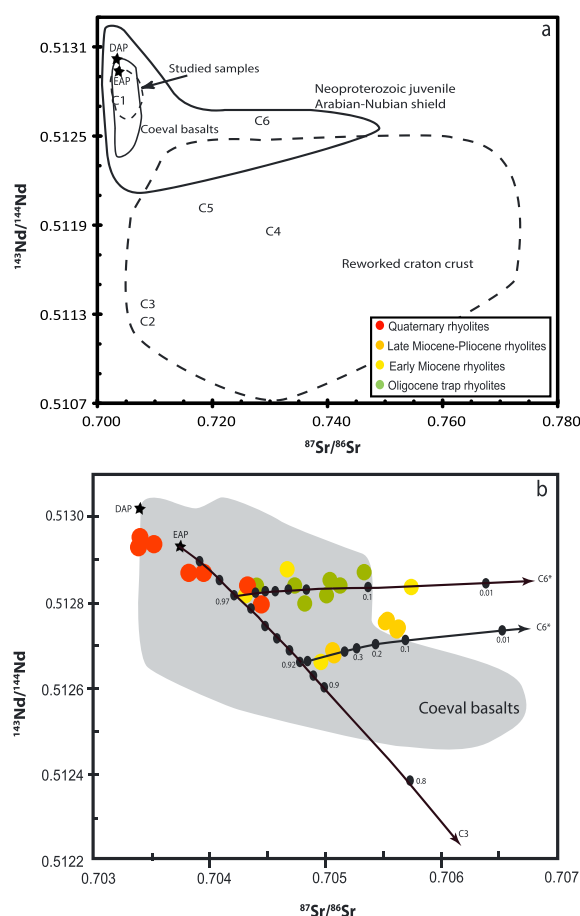 a
0.5131
0.5125
0.5119
0.5113
0.5107
143Nd/144Nd
DAP
EAP
C1
Studied samples
Coeval basalts
Neoproterozoic juvenile
Arabian-Nubian shield
C6
C5
C4
Reworked craton crust
C3
C2
Quaternary rhyolites
Late Miocene-Pliocene rhyolites
Early Miocene rhyolites
Oligocene trap rhyolites
0.700
0.720
0.740
0.760
0.780
87Sr/86Sr
b
0.5130
0.5128
0.5126
0.5124
0.5122
143Nd/144Nd
DAP
EAP
0.97
0.1
0.01
C6*
C6*
0.92
0.3
0.2
0.1
0.01
0.9
Coeval basalts
0.8
C3
0.703
0.704
0.705
0.706
0.707
87Sr/86Sr